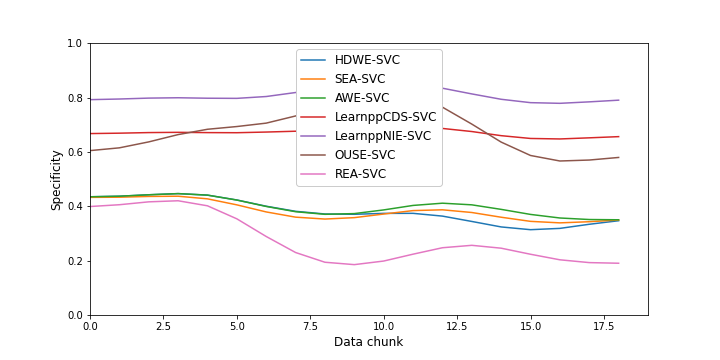 1.0
0.8
0.6
0.4
0.2
0.0
Specificity
HDWE-SVC
SEA-SVC
AWE-SVC
LearnppCDS-SVC
LearnppNIE-SVC
OUSE-SVC
REA-SVC
0.0 2.5 5.0 7.5 10.0 12.5 15.0 17.5
Data chunk